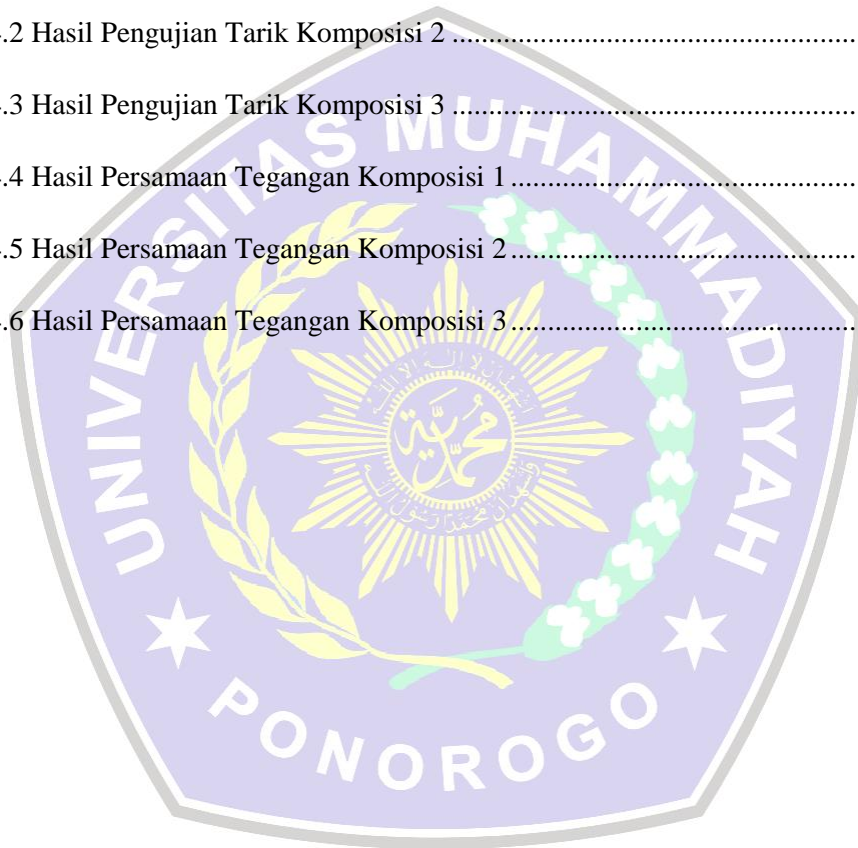 .2 Hasil Pengujian Tarik Komposisi 2 ........................................................
.3 Hasil Pengujian Tarik Komposisi 3 ........................................................
.4 Hasil Persamaan Tegangan Komposisi 1 ................................................
.5 Hasil Persamaan Tegangan Komposisi 2 ................................................
.6 Hasil Persamaan Tegangan Komposisi 3 ................................................
UNIVERSITAS MUHAMMADIYAH
محمدية
PONOROGO